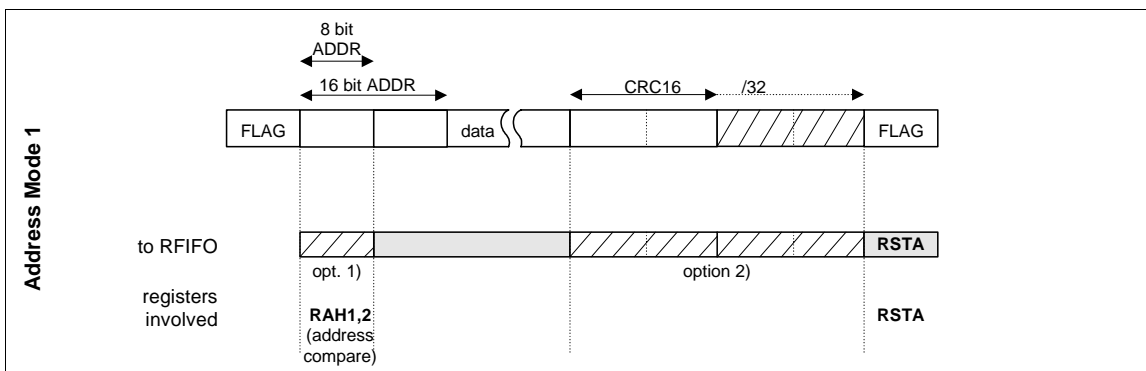 8 bit
ADDR
16 bit ADDR
CRC16 /32
FLAG data FLAG
Address Mode 1
to RFIFO RSTA
opt. 1) option 2)
registers
involved
RAH1,2 RSTA
(address
compare)